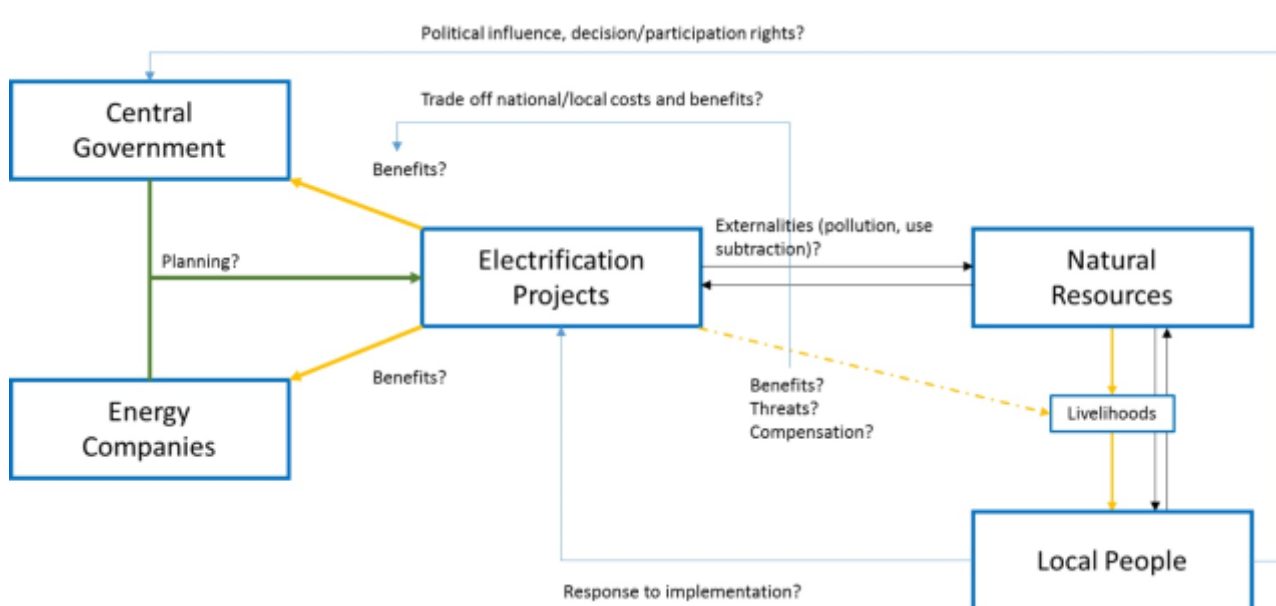 Political influence, decision/participation rights?
Central
Government
Trade off national/local costs and benefits?
Benefits?
Planning?
Electrification
Projects
Externalities (pollution, use
subtraction)?
Natural
Resources
Benefits?
Energy
Companies
Benefits?
Threats?
Compensation?
Livelihoods
Local People
Response to implementation?